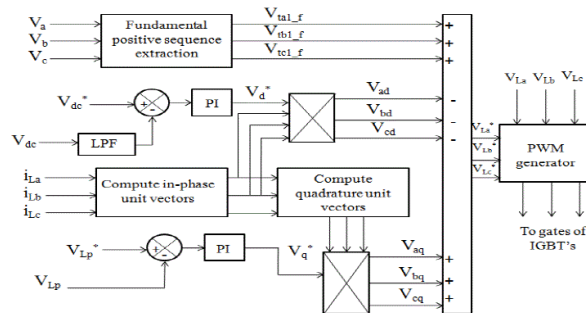 Va
Vb
Vc
Fundamental
positive sequence
extraction
Vta1_f
Vtb1_f
Vtc1_f
+
+
+
Vdc*
+
-
PI
Vd*
Vad
Vbd
Vcd
-
-
-
Vdc
LPF
iLa
iLb
iLc
Compute in-phase
unit vectors
Compute
quadrature unit
vectors
VLp*
+
-
PI
Vq*
Vaq
Vbq
Vcq
+
+
+
VLp
VLa
VLb
VLc
VLa*
VLb*
VLc*
PWM
generator
To gates of
IGBT's